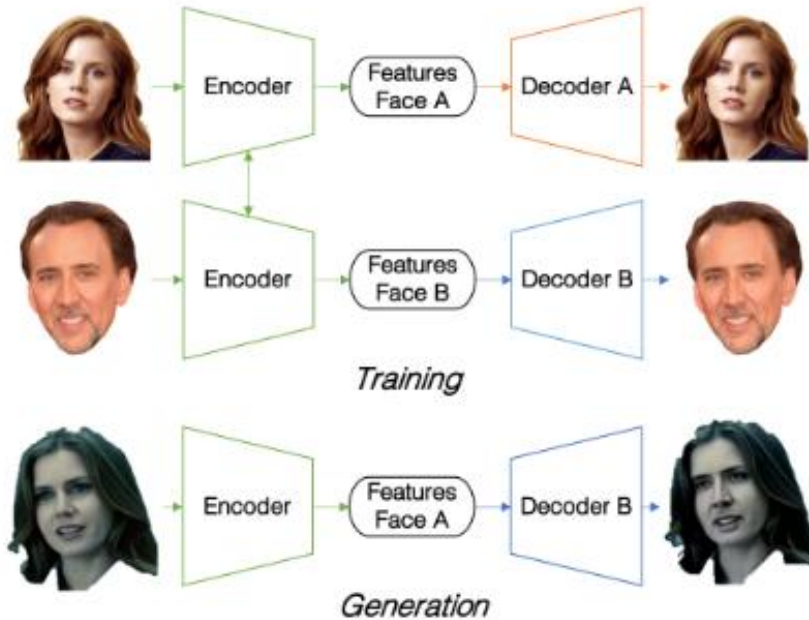 Encoder
Features
Face A
Decoder A
Encoder
Features
Face B
Decoder B
Training
Encoder
Features
Face A
Decoder B
Generation